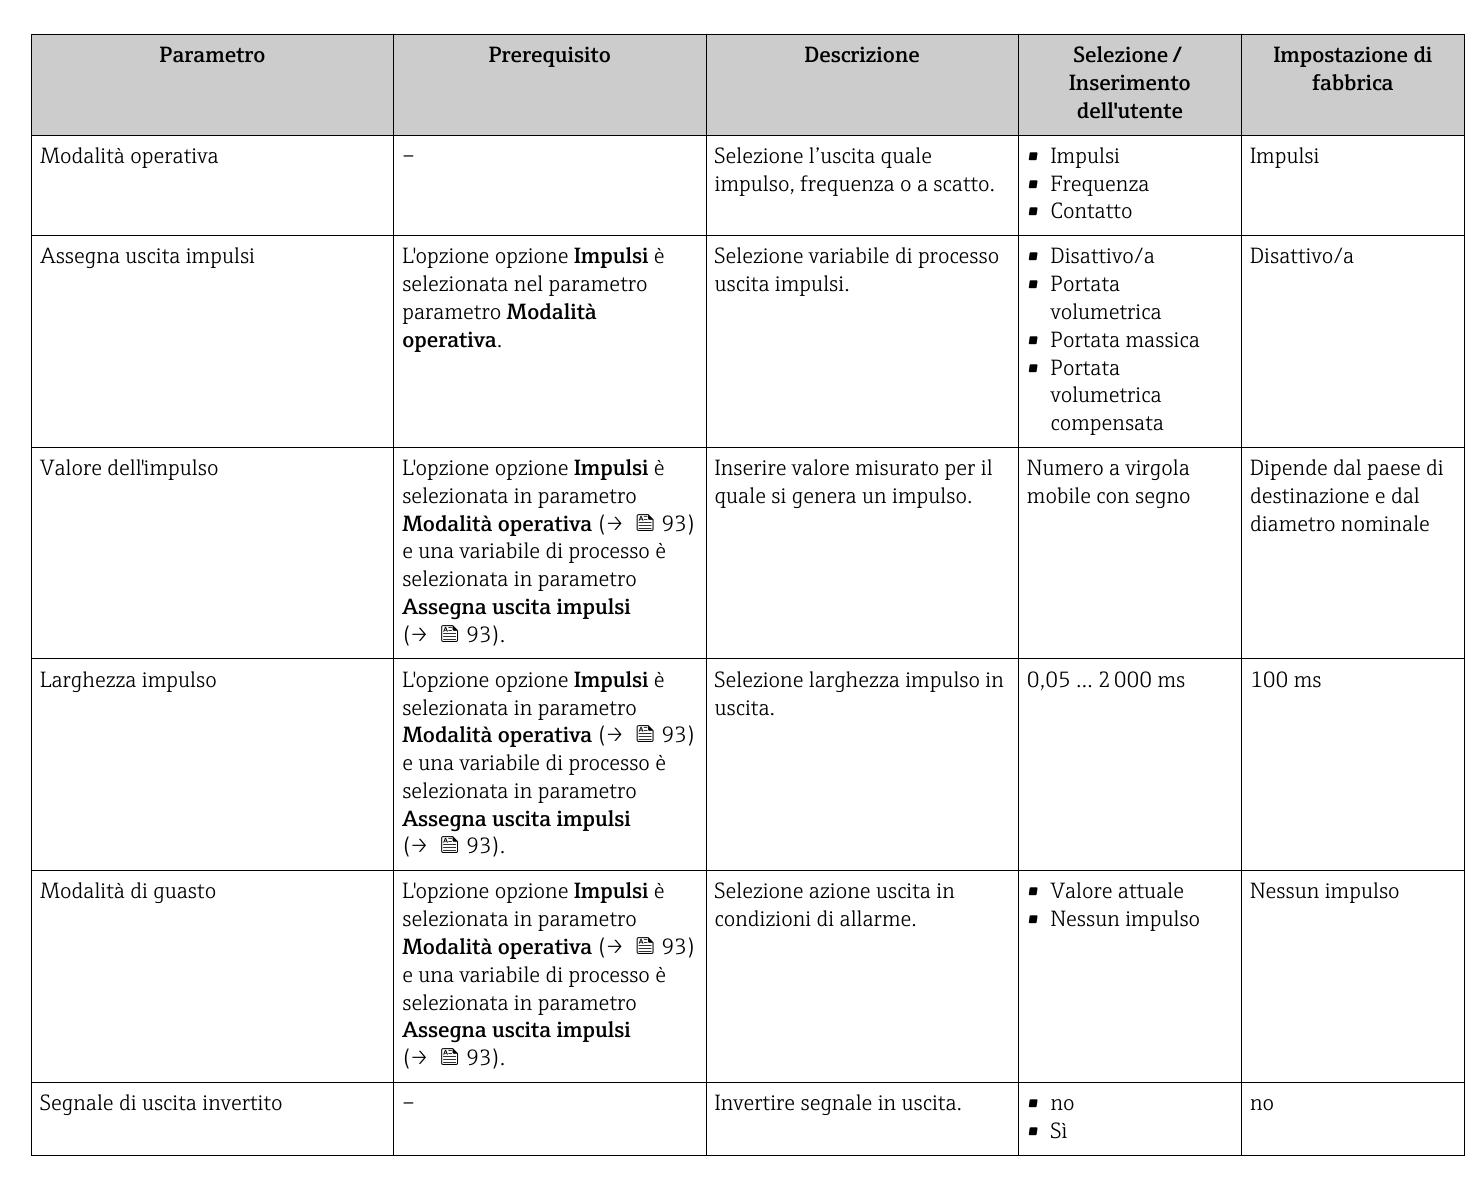 Parametro
Prerequisito
Descrizione
Selezione /
Inserimento
dell'utente
Impostazione di
fabbrica
Modalità operativa
–
Selezione l’uscita quale
impulso, frequenza o a scatto.
▪ Impulsi
▪ Frequenza
▪ Contatto
Impulsi
Assegna uscita impulsi
L'opzione opzione Impulsi è
selezionata nel parametro
parametro Modalità
operativa.
Selezione variabile di processo
uscita impulsi.
▪ Disattivo/a
▪ Portata
volumetrica
▪ Portata massica
▪ Portata
volumetrica
compensata
Disattivo/a
Valore dell'impulso
L'opzione opzione Impulsi è
selezionata in parametro
Modalità operativa (→ 93)
e una variabile di processo è
selezionata in parametro
Assegna uscita impulsi
(→ 93).
Inserire valore misurato per il
quale si genera un impulso.
Numero a virgola
mobile con segno
Dipende dal paese di
destinazione e dal
diametro nominale
Larghezza impulso
L'opzione opzione Impulsi è
selezionata in parametro
Modalità operativa (→ 93)
e una variabile di processo è
selezionata in parametro
Assegna uscita impulsi
(→ 93).
Selezione larghezza impulso in
uscita.
0,05 … 2 000 ms
100 ms
Modalità di guasto
L'opzione opzione Impulsi è
selezionata in parametro
Modalità operativa (→ 93)
e una variabile di processo è
selezionata in parametro
Assegna uscita impulsi
(→ 93).
Selezione azione uscita in
condizioni di allarme.
▪ Valore attuale
▪ Nessun impulso
Nessun impulso
Segnale di uscita invertito
–
Invertire segnale in uscita.
▪ no
▪ Sì
no